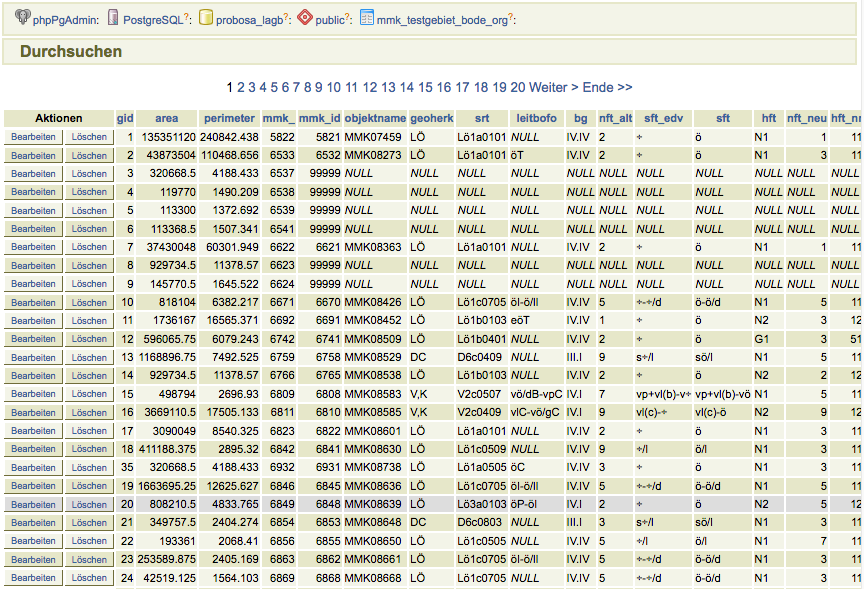 phpPgAdmin: PostgreSQL?: probosa_lagb?: public?: mmk_testgebiet_bode_org?:
Durchsuchen
1 2 3 4 5 6 7 8 9 10 11 12 13 14 15 16 17 18 19 20 Weiter > Ende >>
Aktionen gid area perimeter mmk_ mmk_id objektname geoherk srt leitbofo bg nft_alt sft_edv sft hft nft_neu hft_nr
Bearbeiten Löschen 1 135351120 240842.438 5822 5821 MMK07459 LÖ Lö1a0101 NULL IV.IV 2 ÷ ö N1 1 11
Bearbeiten Löschen 2 43873504 110468.656 6533 6532 MMK08273 LÖ Lö1a0101 öT IV.IV 2 ÷ ö N1 3 11
Bearbeiten Löschen 3 320668.5 4188.433 6537 99999 NULL NULL NULL NULL NULL NULL NULL NULL NULL NULL NULL
Bearbeiten Löschen 4 119770 1490.209 6538 99999 NULL NULL NULL NULL NULL NULL NULL NULL NULL NULL NULL
Bearbeiten Löschen 5 113300 1372.692 6539 99999 NULL NULL NULL NULL NULL NULL NULL NULL NULL NULL NULL
Bearbeiten Löschen 6 113368.5 1507.341 6541 99999 NULL NULL NULL NULL NULL NULL NULL NULL NULL NULL NULL
Bearbeiten Löschen 7 37430048 60301.949 6622 6621 MMK08363 LÖ Lö1a0101 NULL IV.IV 2 ÷ ö N1 1 11
Bearbeiten Löschen 8 929734.5 11378.57 6623 99999 NULL NULL NULL NULL NULL NULL NULL NULL NULL NULL NULL
Bearbeiten Löschen 9 145770.5 1645.522 6624 99999 NULL NULL NULL NULL NULL NULL NULL NULL NULL NULL NULL
Bearbeiten Löschen 10 818104 6382.217 6671 6670 MMK08426 LÖ Lö1c0705 öl-ö/ll IV.IV 5 ÷-÷/d ö-ö/d N1 5 11
Bearbeiten Löschen 11 1736167 16565.371 6692 6691 MMK08452 LÖ Lö1b0103 eöT IV.IV 1 ÷ ö N2 3 12
Bearbeiten Löschen 12 596065.75 6079.243 6742 6741 MMK08509 LÖ Lö1b0401 NULL IV.IV 2 ÷ ö G1 3 51
Bearbeiten Löschen 13 1168896.75 7492.525 6759 6758 MMK08529 DC D6c0409 NULL III.I 9 s÷/l sö/l N1 5 11
Bearbeiten Löschen 14 929734.5 11378.57 6766 6765 MMK08538 LÖ Lö1b0103 NULL IV.IV 2 ÷ ö N2 2 12
Bearbeiten Löschen 15 498794 2696.93 6809 6808 MMK08583 V,K V2c0507 vö/dB-vpC IV.I 7 vp+vl(b)-v÷ vp+vl(b)-vö N1 5 11
Bearbeiten Löschen 16 3669110.5 17505.133 6811 6810 MMK08585 V,K V2c0409 vlC-vö/gC IV.I 9 vl(c)-÷ vl(c)-ö N2 9 12
Bearbeiten Löschen 17 3090049 8540.325 6823 6822 MMK08601 LÖ Lö1a0101 NULL IV.IV 2 ÷ ö N1 3 11
Bearbeiten Löschen 18 411188.375 2895.32 6842 6841 MMK08630 LÖ Lö1c0509 NULL IV.IV 9 ÷/l ö/l N1 3 11
Bearbeiten Löschen 35 320668.5 4188.433 6932 6931 MMK08738 LÖ Lö1a0505 öC IV.IV 3 ÷ ö N1 3 11
Bearbeiten Löschen 19 1663695.25 12625.627 6846 6845 MMK08636 LÖ Lö1c0705 öl-ö/ll IV.IV 5 ÷-÷/d ö-ö/d N1 5 11
Bearbeiten Löschen 20 808210.5 4833.765 6849 6848 MMK08639 LÖ Lö3a0103 öP-öl IV.I 2 ÷ ö N2 5 12
Bearbeiten Löschen 21 349757.5 2404.274 6854 6853 MMK08648 DC D6c0803 NULL III.I 3 s÷/l sö/l N1 3 11
Bearbeiten Löschen 22 193361 2068.41 6856 6855 MMK08650 LÖ Lö1c0505 NULL IV.IV 5 ÷/l ö/l N1 7 11
Bearbeiten Löschen 23 253589.875 2405.169 6863 6862 MMK08661 LÖ Lö1c0705 öl-ö/ll IV.IV 5 ÷-÷/d ö-ö/d N1 3 11
Bearbeiten Löschen 24 42519.125 1564.103 6869 6868 MMK08668 LÖ Lö1c0705 NULL IV.IV 5 ÷-÷/d ö-ö/d N1 3 11